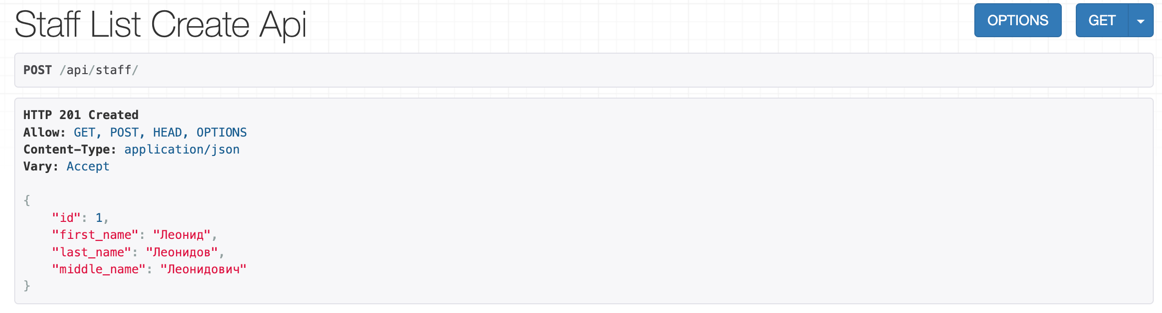 Staff List Create Api
OPTIONS
GET
POST /api/staff/
HTTP 201 Created
Allow: GET, POST, HEAD, OPTIONS
Content-Type: application/json
Vary: Accept
{
    "id": 1,
    "first_name": "Леонид",
    "last_name": "Леонидов",
    "middle_name": "Леонидович"
}